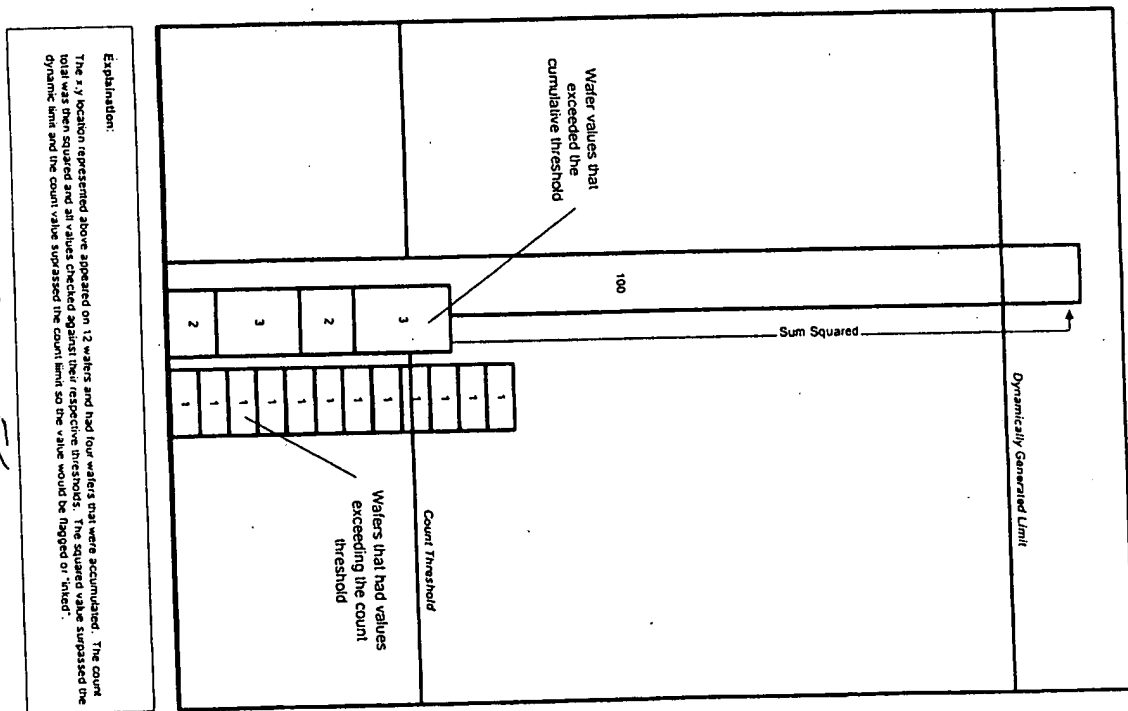 Wafer values that
exceeded the
cumulative threshold
100
Sum Squared
Dynamically Generated Limit
2
3
2
3
1
1
1
1
1
1
1
1
1
1
1
1
Count Threshold
Wafers that had values
exceeding the count
threshold
Explaination:
The x,y location represented above appeared on 12 wafers and had four wafers that were accumulated. The count
total was then squared and all values checked against their respective thresholds. The squared value surpassed the
dynamic limit and the count value suprassed the count limit so the value would be flagged or "inked".